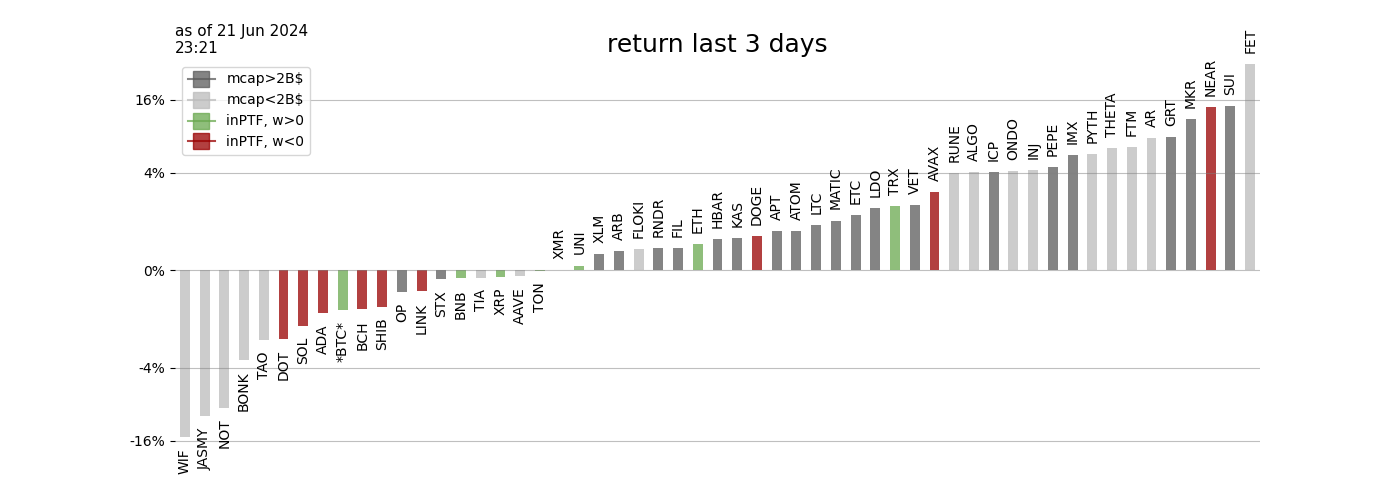 as of 21 Jun 2024
23:21
return last 3 days
mcap>2B$
mcap<2B$
inPTF, w>0
inPTF, w<0
16%
4%
0%
-4%
-16%
WIF
JASMY
NOT
BONK
TAO
DOT
SOL
ADA
*BTC*
BCH
SHIB
OP
LINK
STX
BNB
TIA
XRP
AAVE
TON
XMR
UNI
XLM
ARB
FLOKI
RNDR
FIL
ETH
HBAR
KAS
DOGE
APT
ATOM
LTC
MATIC
ETC
LDO
TRX
VET
AVAX
RUNE
ALGO
ICP
ONDO
INJ
PEPE
IMX
PYTH
THETA
FTM
AR
GRT
MKR
NEAR
SUI
FET